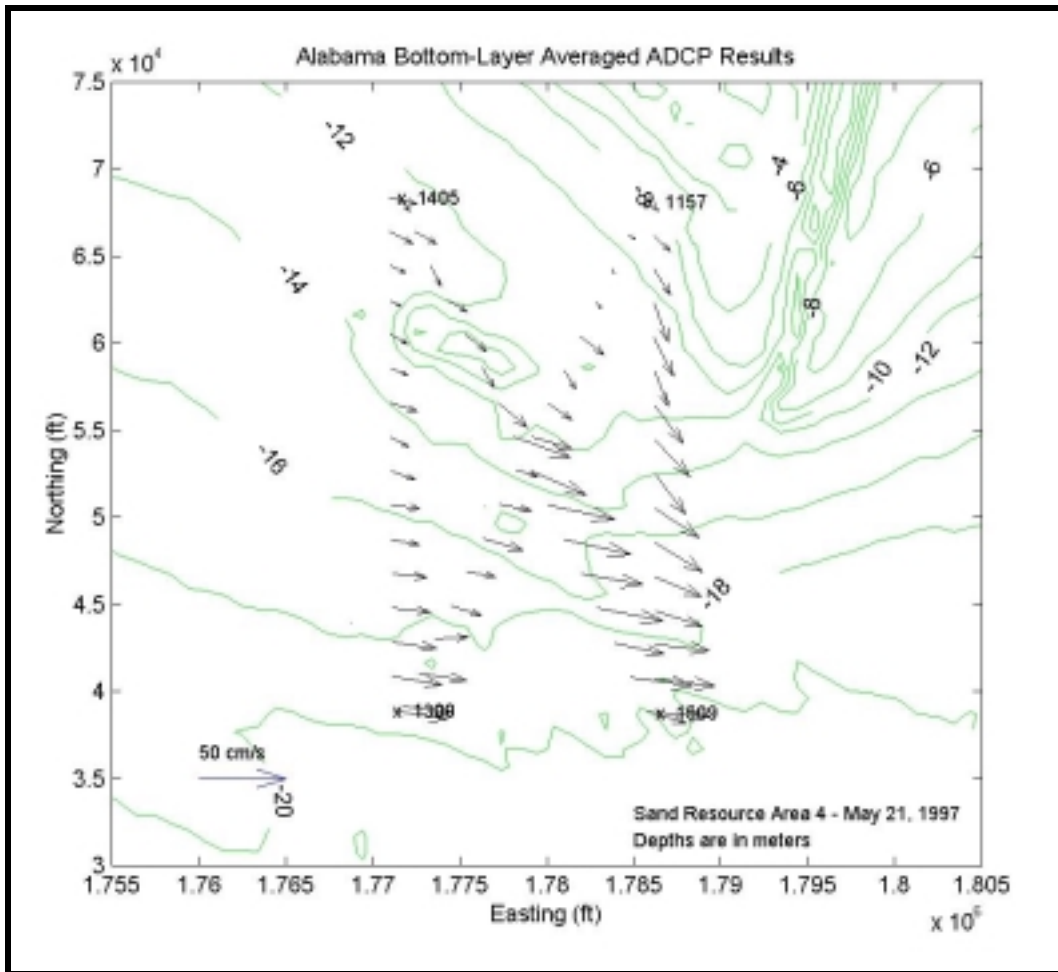 Alabama Bottom-Layer Averaged ADCP Results
x 10^4
7.5
7
6.5
6
5.5
5
4.5
4
3.5
3
Northing (ft)
-12
-14
-16
-18
-20
-4
-6
-6
-8
-10
-12
x 1405
1157
x 1309
x 1609
50 cm/s
Sand Resource Area 4 - May 21, 1997
Depths are in meters
1.755 1.76 1.765 1.77 1.775 1.78 1.785 1.79 1.795 1.8 1.805
Easting (ft)
x 10^6